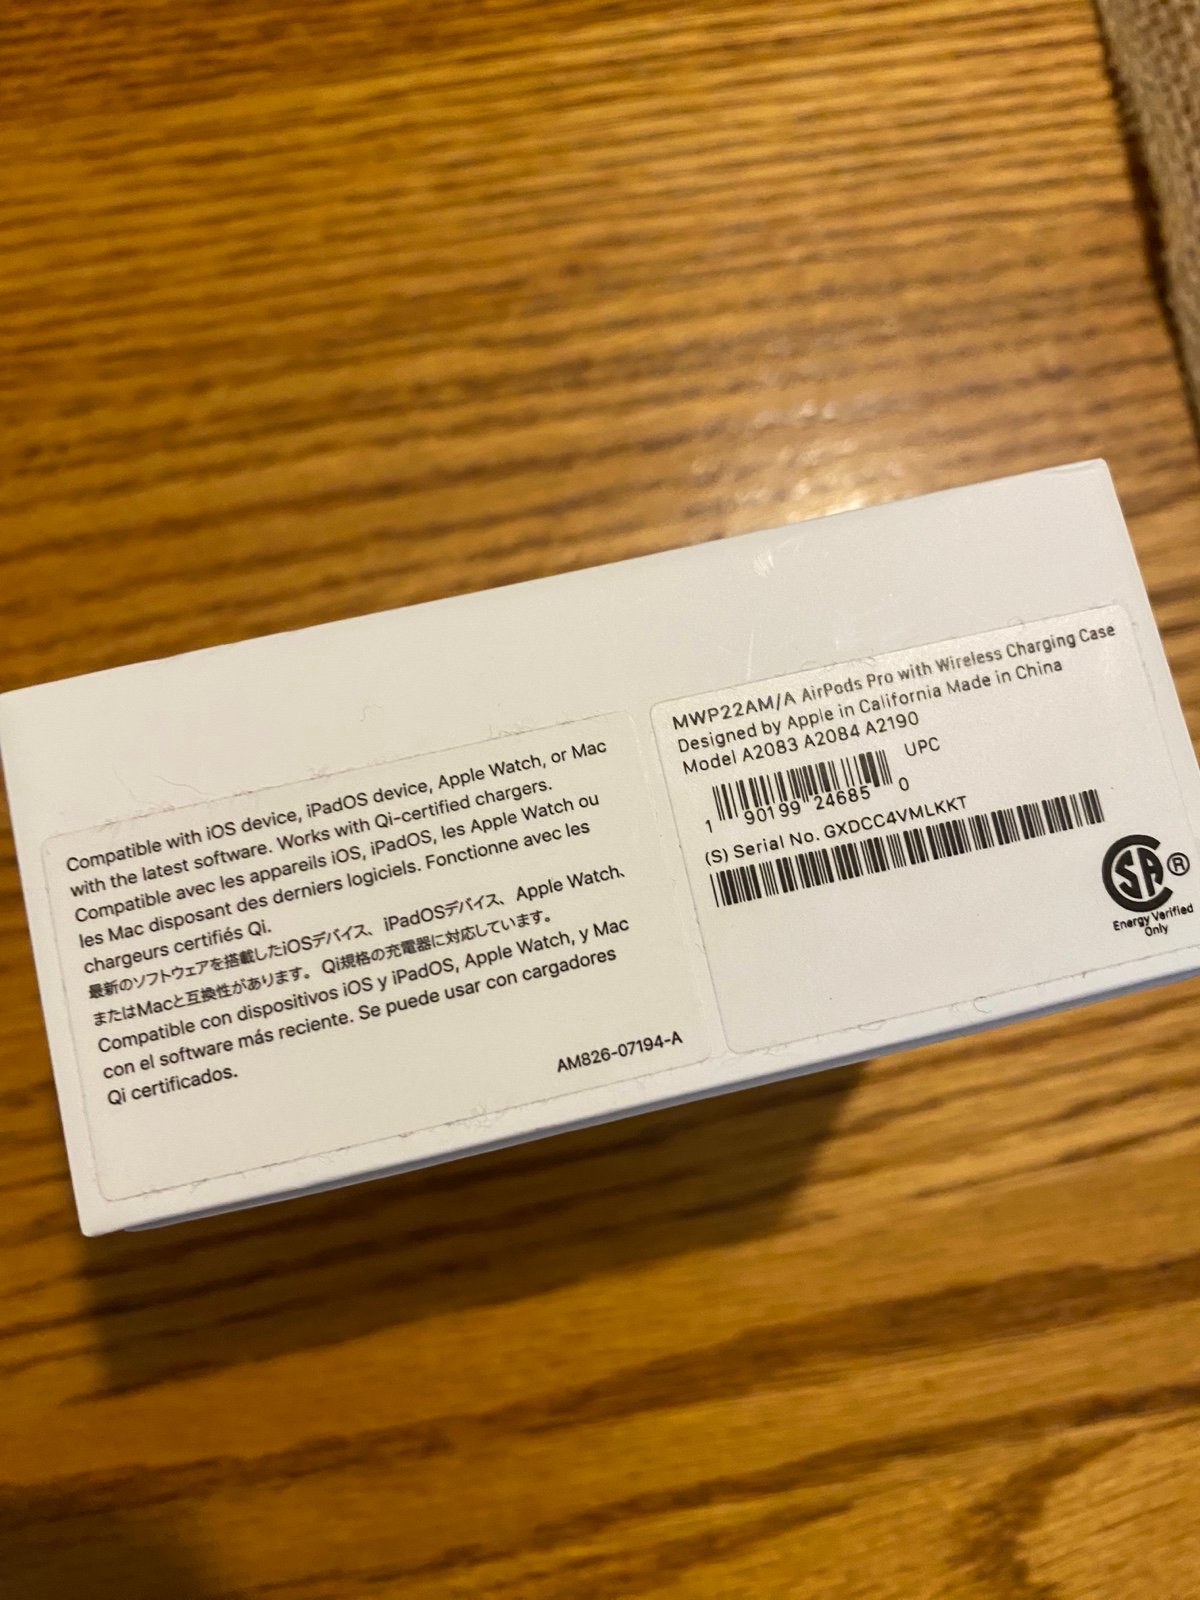 Compatible with iOS device, iPadOS device, Apple Watch, or Mac
with the latest software. Works with Qi-certified chargers.
Compatible avec les appareils iOS, iPadOS, les Apple Watch ou
les Mac disposant des derniers logiciels. Fonctionne avec les
chargeurs certifiés Qi.
最新のソフトウェアを搭載したiOSデバイス、iPadOSデバイス、Apple Watch、
またはMacと互換性があります。Qi規格の充電器に対応しています。
Compatible con dispositivos iOS y iPadOS, Apple Watch, y Mac
con el software más reciente. Se puede usar con cargadores
Qi certificados.
AM826-07194-A
MWP22AM/A AirPods Pro with Wireless Charging Case
Designed by Apple in California Made in China
Model A2083 A2084 A2190
UPC
1 90199 24685 0
(S) Serial No. GXDCC4VMLKKT
SA ®
Energy Verified
Only